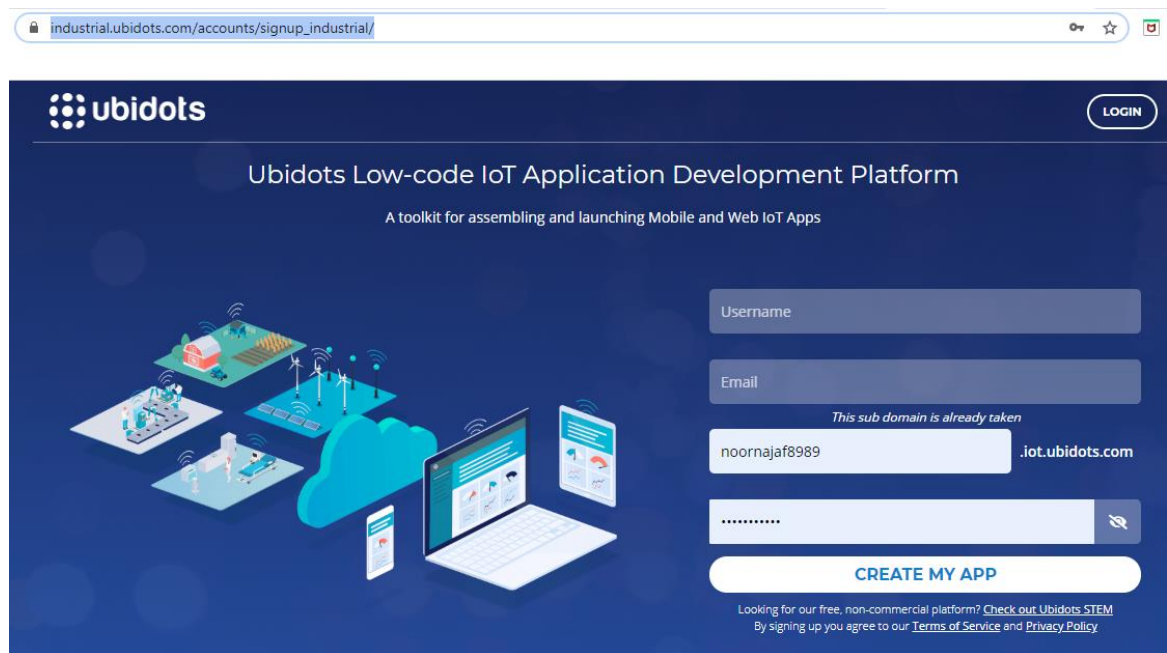 industrial.ubidots.com/accounts/signup_industrial/
ubidots
LOGIN
Ubidots Low-code IoT Application Development Platform
A toolkit for assembling and launching Mobile and Web IoT Apps
Username
Email
This sub domain is already taken
noornajaf8989 .iot.ubidots.com
•••••••••••
CREATE MY APP
Looking for our free, non-commercial platform? Check out Ubidots STEM
By signing up you agree to our Terms of Service and Privacy Policy